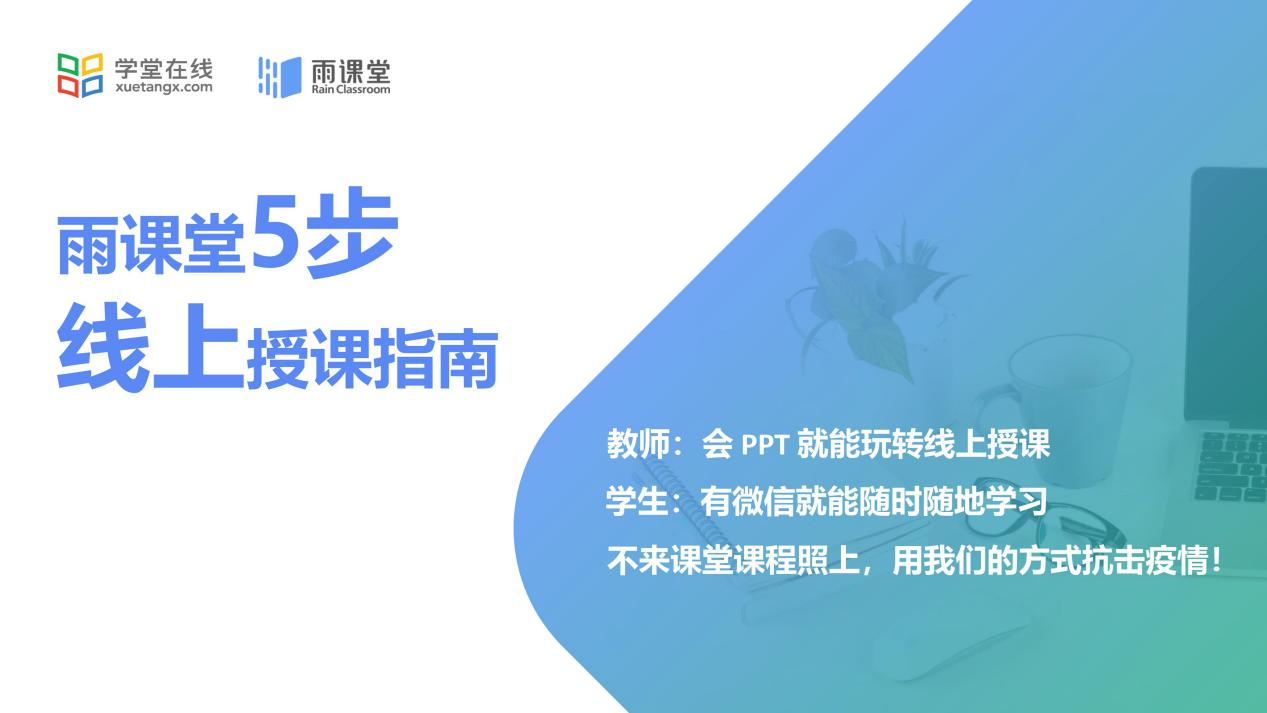 学堂在线
xuetangx.com
雨课堂
Rain Classroom
雨课堂5步
线上授课指南
教师：会 PPT 就能玩转线上授课
学生：有微信就能随时随地学习
不来课堂课程照上，用我们的方式抗击疫情！